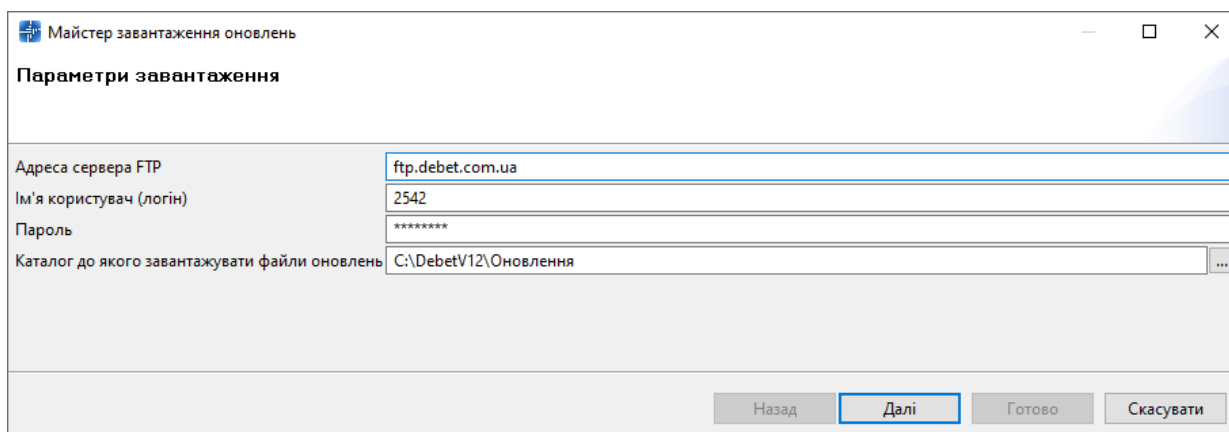 Майстер завантаження оновлень
Параметри завантаження
Адреса сервера FTP ftp.debet.com.ua
Ім'я користувач (логін) 2542
Пароль ********
Каталог до якого завантажувати файли оновлень C:\DebetV12\Оновлення ...
Назад Далі Готово Скасувати